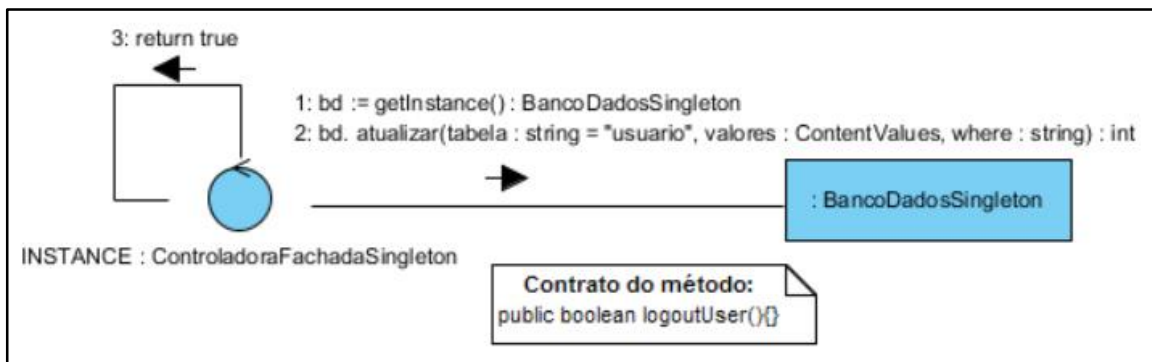 3: return true
1: bd := getInstance() : BancoDadosSingleton
2: bd. atualizar(tabela : string = "usuario", valores : ContentValues, where : string) : int
: BancoDadosSingleton
INSTANCE : ControladoraFachadaSingleton
Contrato do método:
public boolean logoutUser(){}